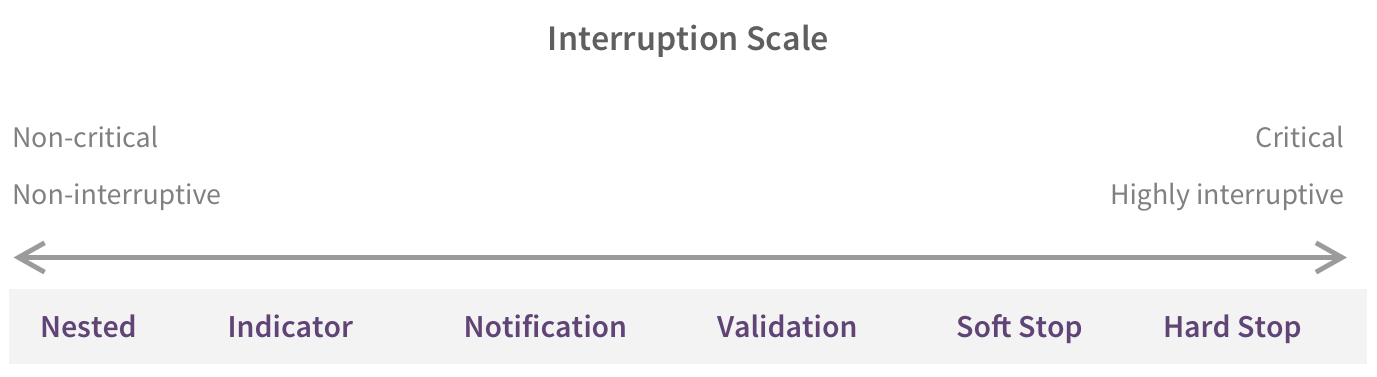 Interruption Scale
Non-critical Critical
Non-interruptive Highly interruptive
Nested Indicator Notification Validation Soft Stop Hard Stop